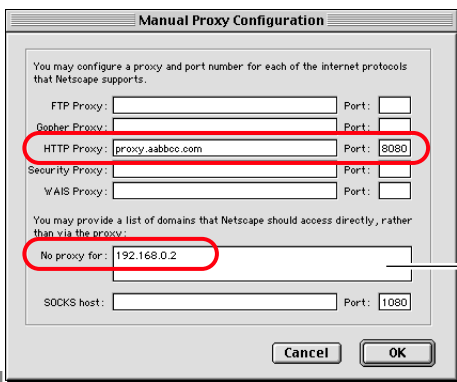 Manual Proxy Configuration
You may configure a proxy and port number for each of the internet protocols
that Netscape supports.
FTP Proxy: Port:
Gopher Proxy: Port:
HTTP Proxy: proxy.aabbcc.com Port: 8080
Security Proxy: Port:
WAIS Proxy: Port:
You may provide a list of domains that Netscape should access directly, rather
than via the proxy:
No proxy for: 192.168.0.2
SOCKS host: Port: 1080
Cancel OK